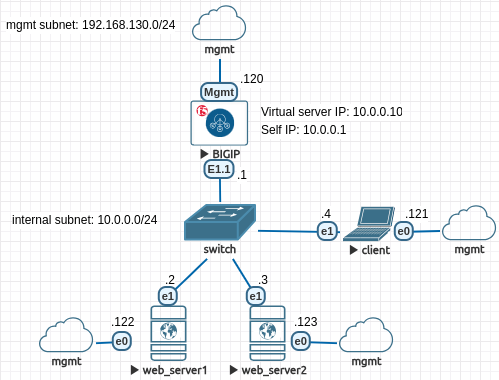 mgmt subnet: 192.168.130.0/24
mgmt
.120
Mgmt
f5
Virtual server IP: 10.0.0.10
Self IP: 10.0.0.1
BIGIP
E1.1
.1
internal subnet: 10.0.0.0/24
.4
.121
e1
e0
switch
client
mgmt
.2
.3
e1
e1
.122
.123
e0
e0
mgmt
web_server1
web_server2
mgmt